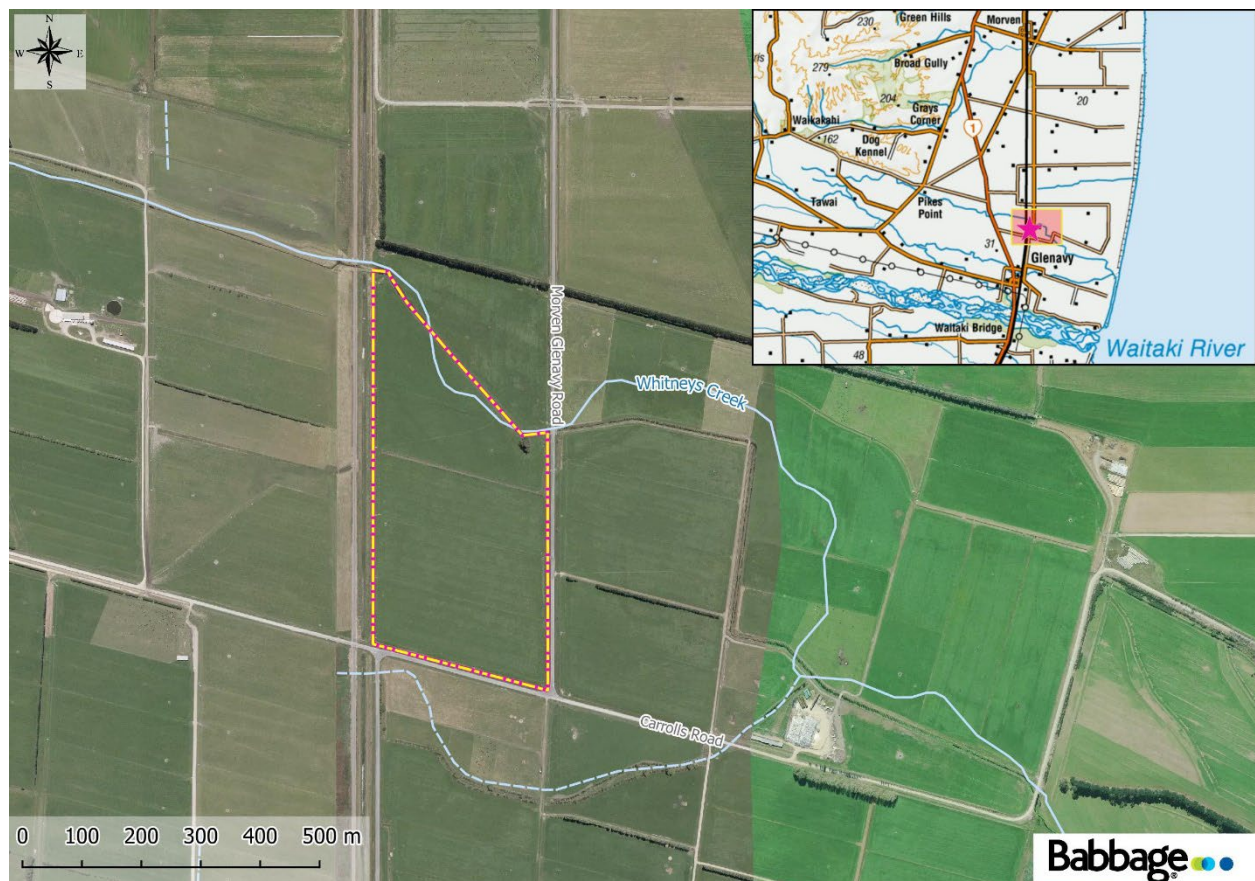 N
W E
S
230
Green Hills
Morven
279
Broad Gully
204
Grays
Corner
20
1
Waikakahi
162
Dog
Kennel
100
Tawai
Pikes
Point
31
Glenavy
Waitaki Bridge
48
Waitaki River
Morven Glenavy Road
Whitneys Creek
Carrolls Road
0 100 200 300 400 500 m
Babbage